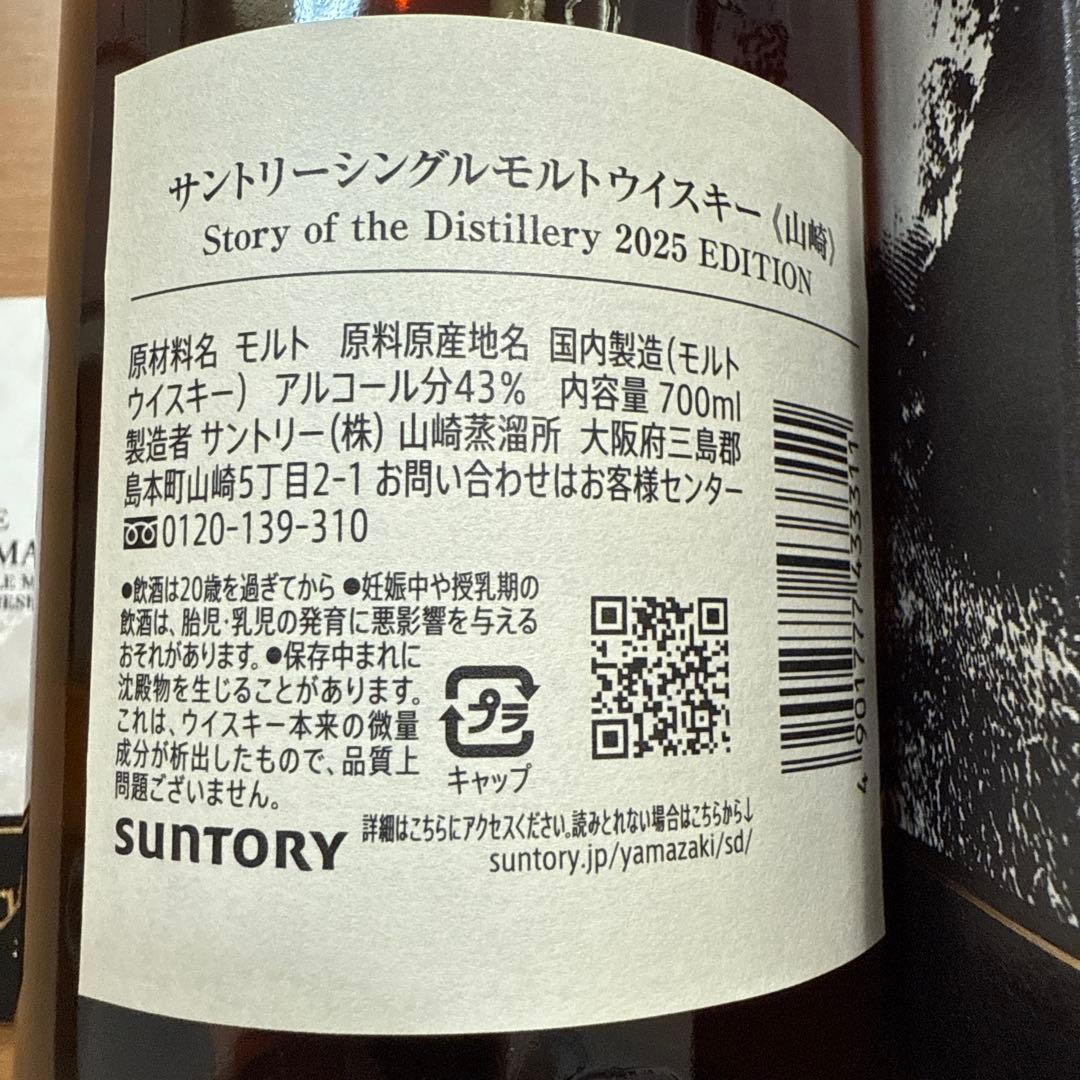 サントリーシングルモルトウイスキー《山崎》
Story of the Distillery 2025 EDITION
原材料名 モルト 原料原産地名 国内製造(モルト
ウイスキー) アルコール分43% 内容量 700ml
製造者 サントリー(株) 山崎蒸溜所 大阪府三島郡
島本町山崎5丁目2-1 お問い合わせはお客様センター
0120-139-310
●飲酒は20歳を過ぎてから ●妊娠中や授乳期の
飲酒は、胎児・乳児の発育に悪影響を与える
おそれがあります。●保存中まれに
沈殿物を生じることがあります。
これは、ウイスキー本来の微量
成分が析出したもので、品質上
問題ございません。
プラ
キャップ
SUNTORY
詳細はこちらにアクセスください。読みとれない場合はこちらから↓
suntory.jp/yamazaki/sd/
4 901777 433311